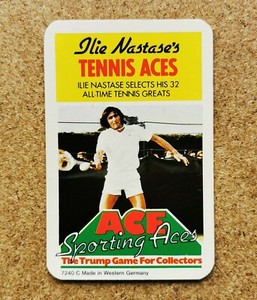 Ilie Nastase's
TENNIS ACES
ILIE NASTASE SELECTS HIS 32
ALL-TIME TENNIS GREATS
ACE
Sporting Aces
The Trump Game For Collectors
7240 © Made in Western Germany